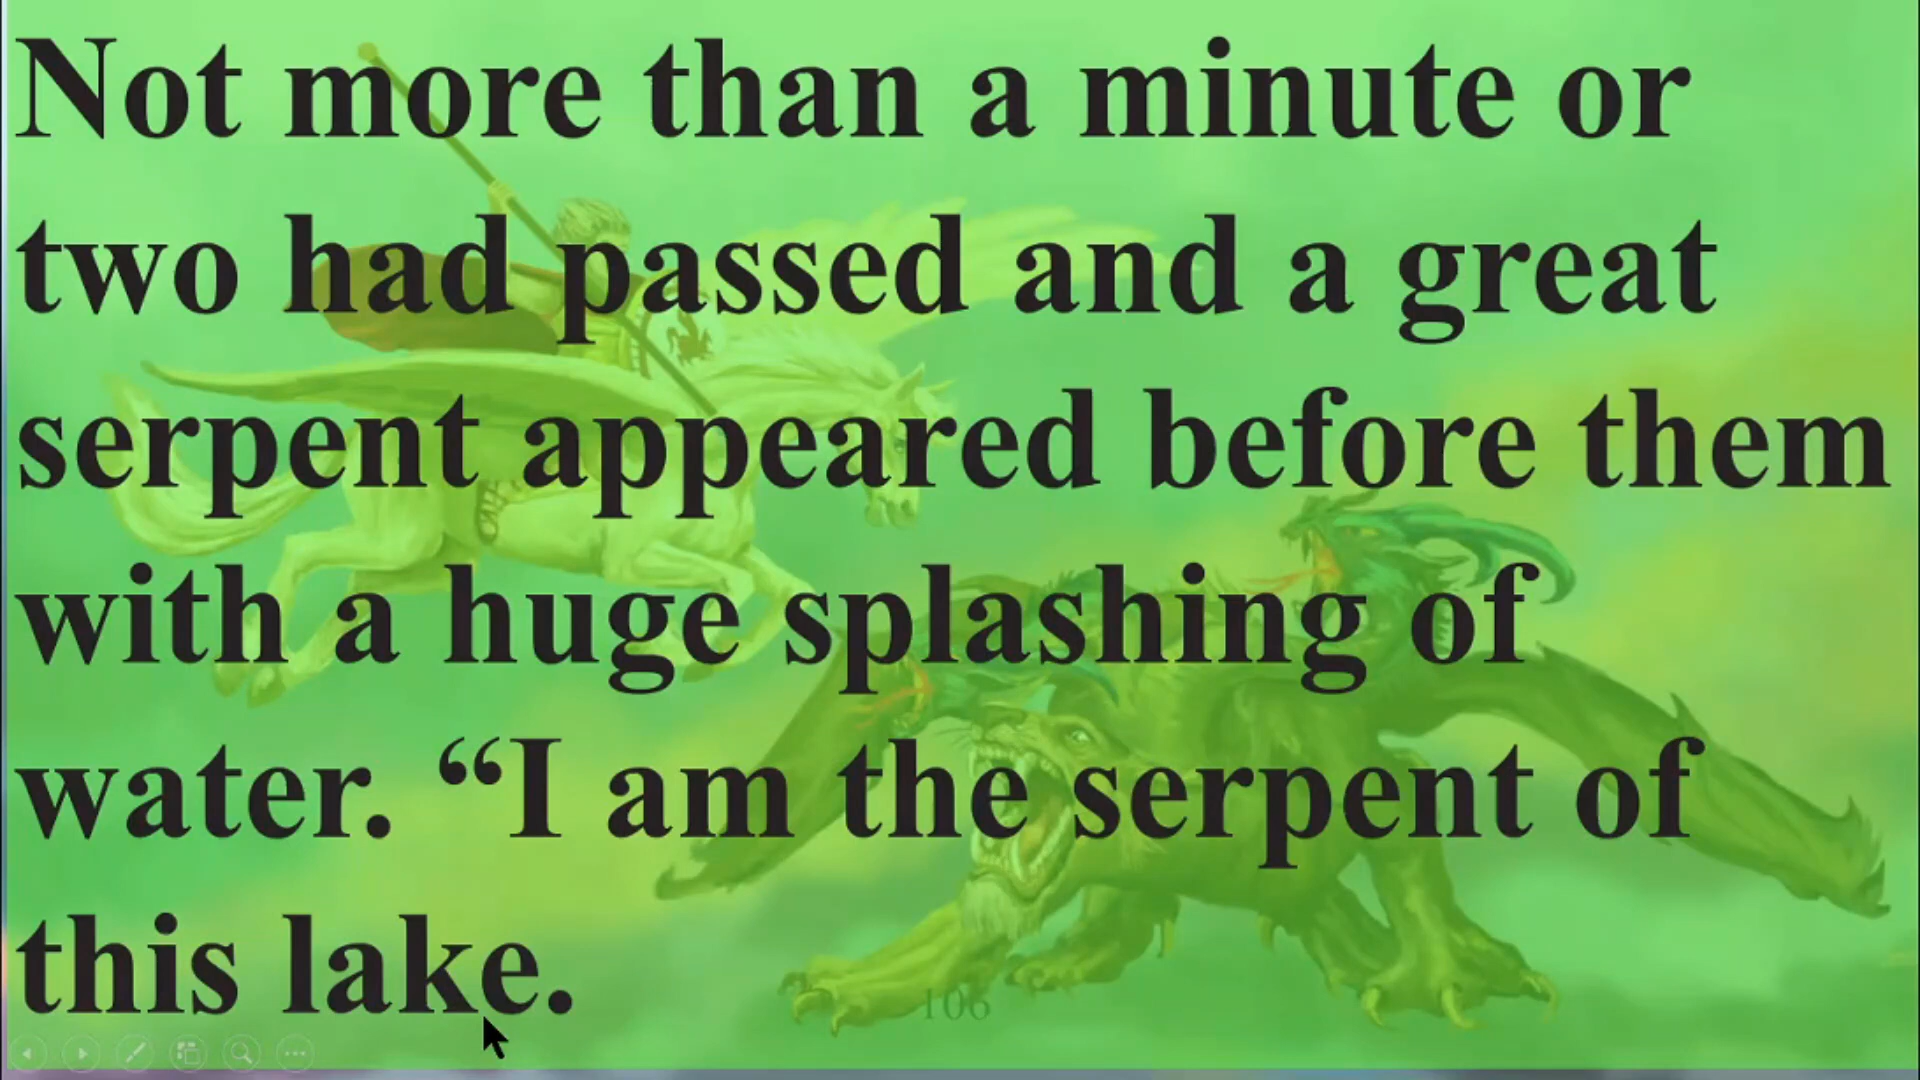 Not more than a minute or
two had passed and a great
serpent appeared before them
with a huge splashing of
water. “I am the serpent of
this lake.
106